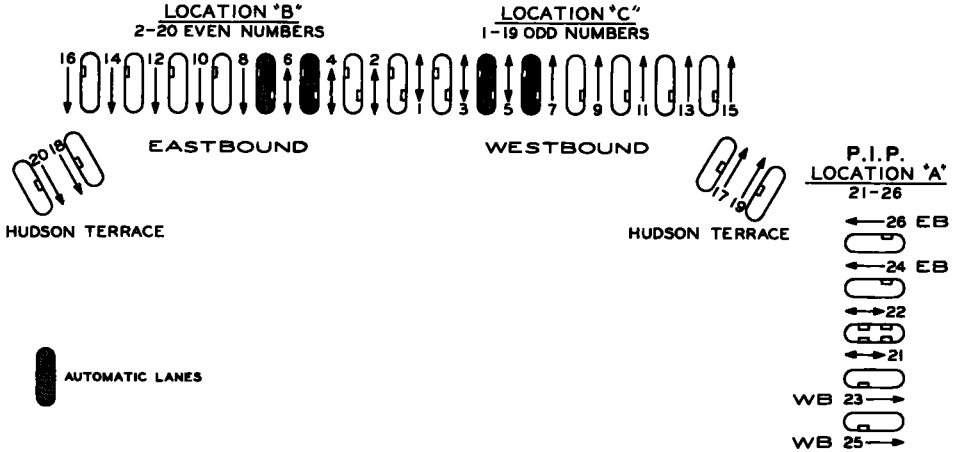 LOCATION "B"
2-20 EVEN NUMBERS
LOCATION "C"
1-19 ODD NUMBERS
16 14 12 10 8 6 4 2 1 3 5 7 9 11 13 15
EASTBOUND
WESTBOUND
20 18
HUDSON TERRACE
17 19
HUDSON TERRACE
P.I.P.
LOCATION "A"
21-26
26 EB
24 EB
22
21
WB 23
WB 25
AUTOMATIC LANES